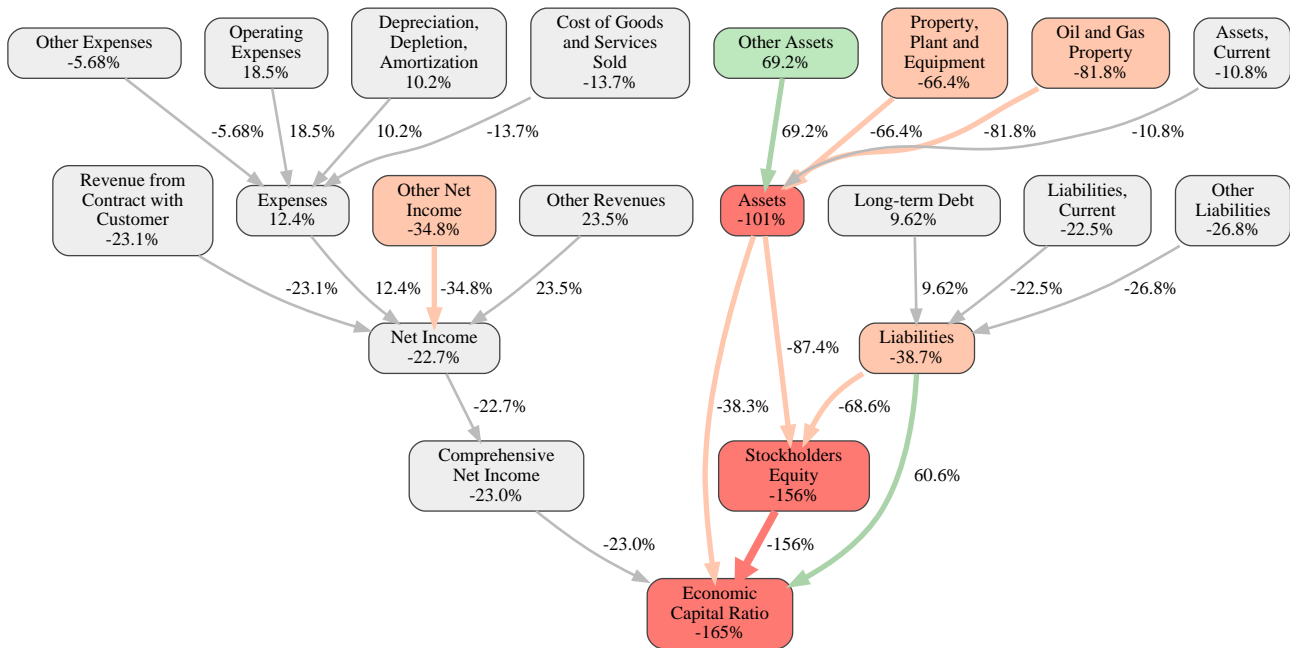 Other Expenses
-5.68%
Operating
Expenses
18.5%
Depreciation,
Depletion,
Amortization
10.2%
Cost of Goods
and Services
Sold
-13.7%
Other Assets
69.2%
Property,
Plant and
Equipment
-66.4%
Oil and Gas
Property
-81.8%
Assets,
Current
-10.8%
-5.68%
18.5%
10.2%
-13.7%
69.2%
-66.4%
-81.8%
-10.8%
Revenue from
Contract with
Customer
-23.1%
Expenses
12.4%
Other Net
Income
-34.8%
Other Revenues
23.5%
Assets
-101%
Long-term Debt
9.62%
Liabilities,
Current
-22.5%
Other
Liabilities
-26.8%
-23.1%
12.4%
-34.8%
23.5%
9.62%
-22.5%
-26.8%
Net Income
-22.7%
-87.4%
Liabilities
-38.7%
-22.7%
-38.3%
-68.6%
Comprehensive
Net Income
-23.0%
Stockholders
Equity
-156%
60.6%
-23.0%
-156%
Economic
Capital Ratio
-165%